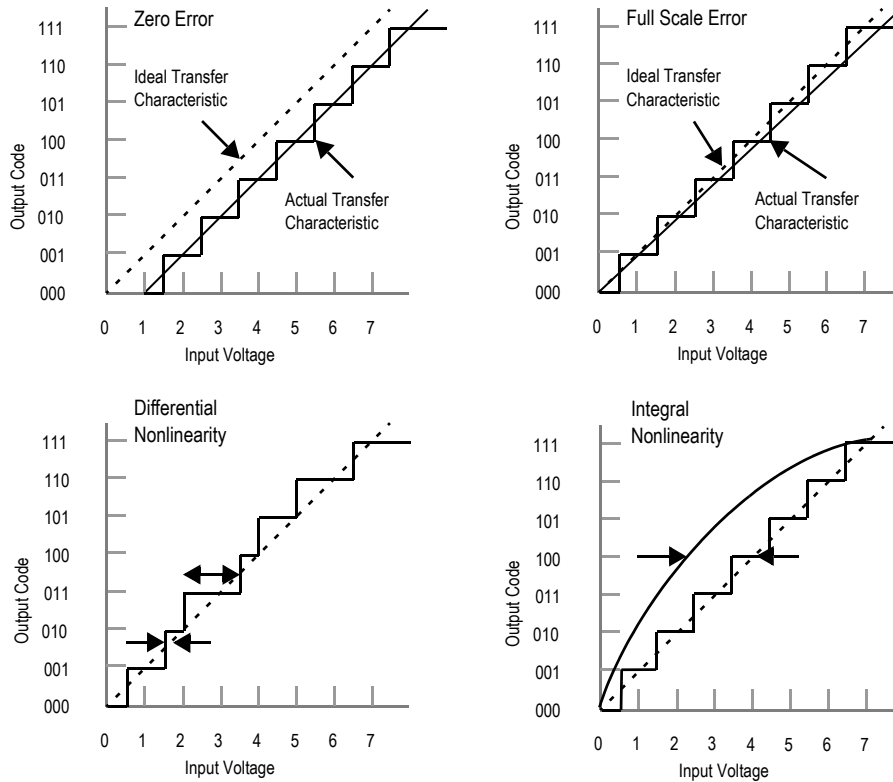 Zero Error
111
110
101
100
011
010
001
000
Output Code
Ideal Transfer
Characteristic
Actual Transfer
Characteristic
0 1 2 3 4 5 6 7
Input Voltage
Full Scale Error
111
110
101
100
011
010
001
000
Output Code
Ideal Transfer
Characteristic
Actual Transfer
Characteristic
0 1 2 3 4 5 6 7
Input Voltage
Differential
Nonlinearity
111
110
101
100
011
010
001
000
Output Code
0 1 2 3 4 5 6 7
Input Voltage
Integral
Nonlinearity
111
110
101
100
011
010
001
000
Output Code
0 1 2 3 4 5 6 7
Input Voltage